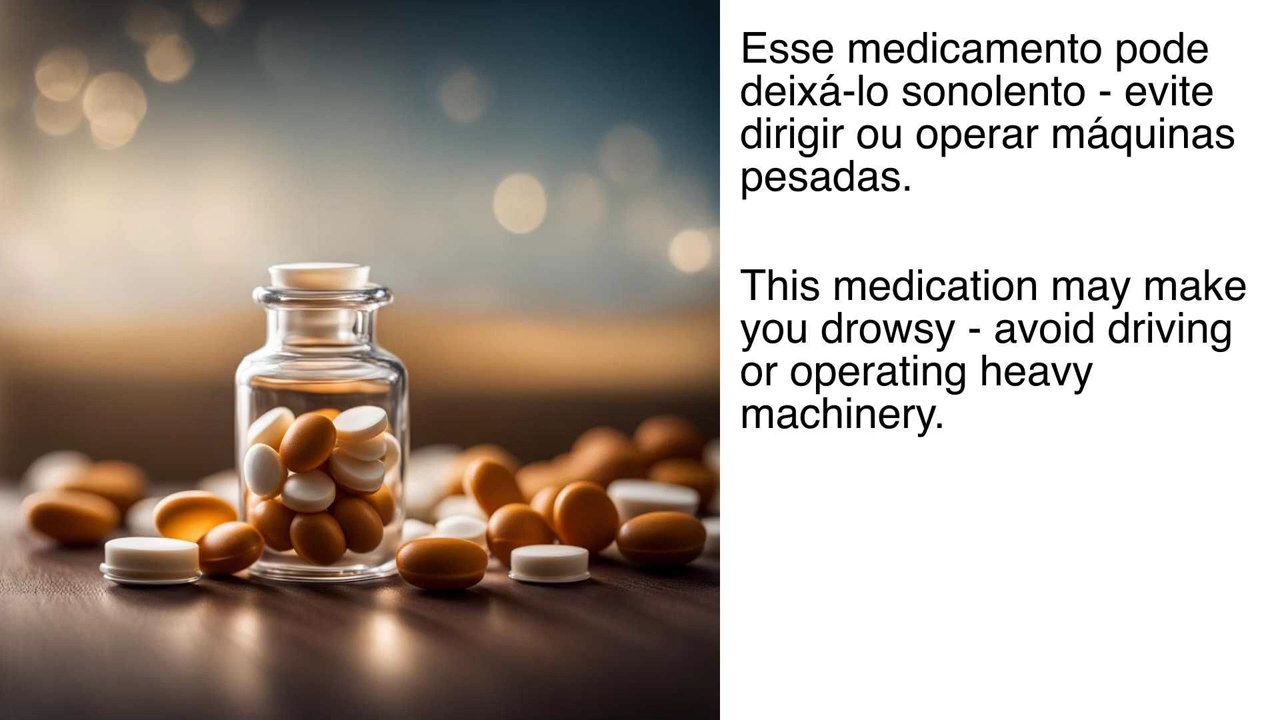 Esse medicamento pode
deixá-lo sonolento - evite
dirigir ou operar máquinas
pesadas.
This medication may make
you drowsy - avoid driving
or operating heavy
machinery.